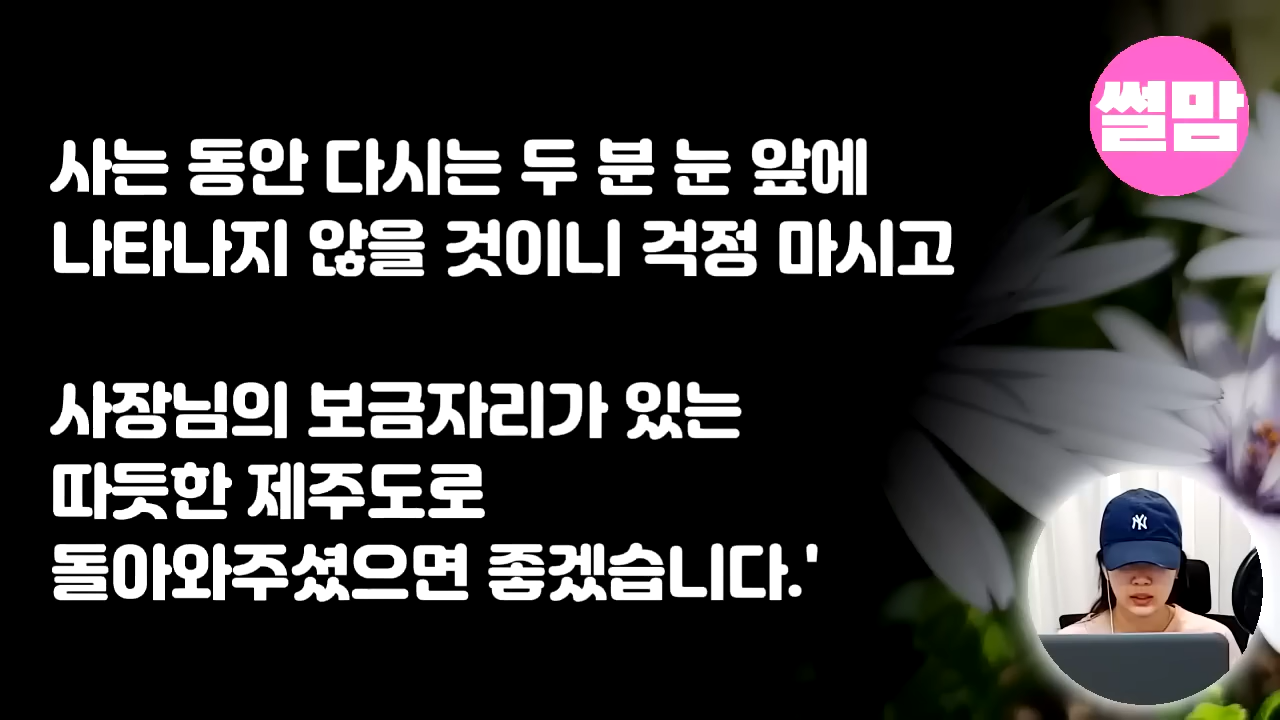 썰맘
사는 동안 다시는 두 분 눈 앞에
나타나지 않을 것이니 걱정 마시고
사장님의 보금자리가 있는
따듯한 제주도로
돌아와주셨으면 좋겠습니다.'
NY